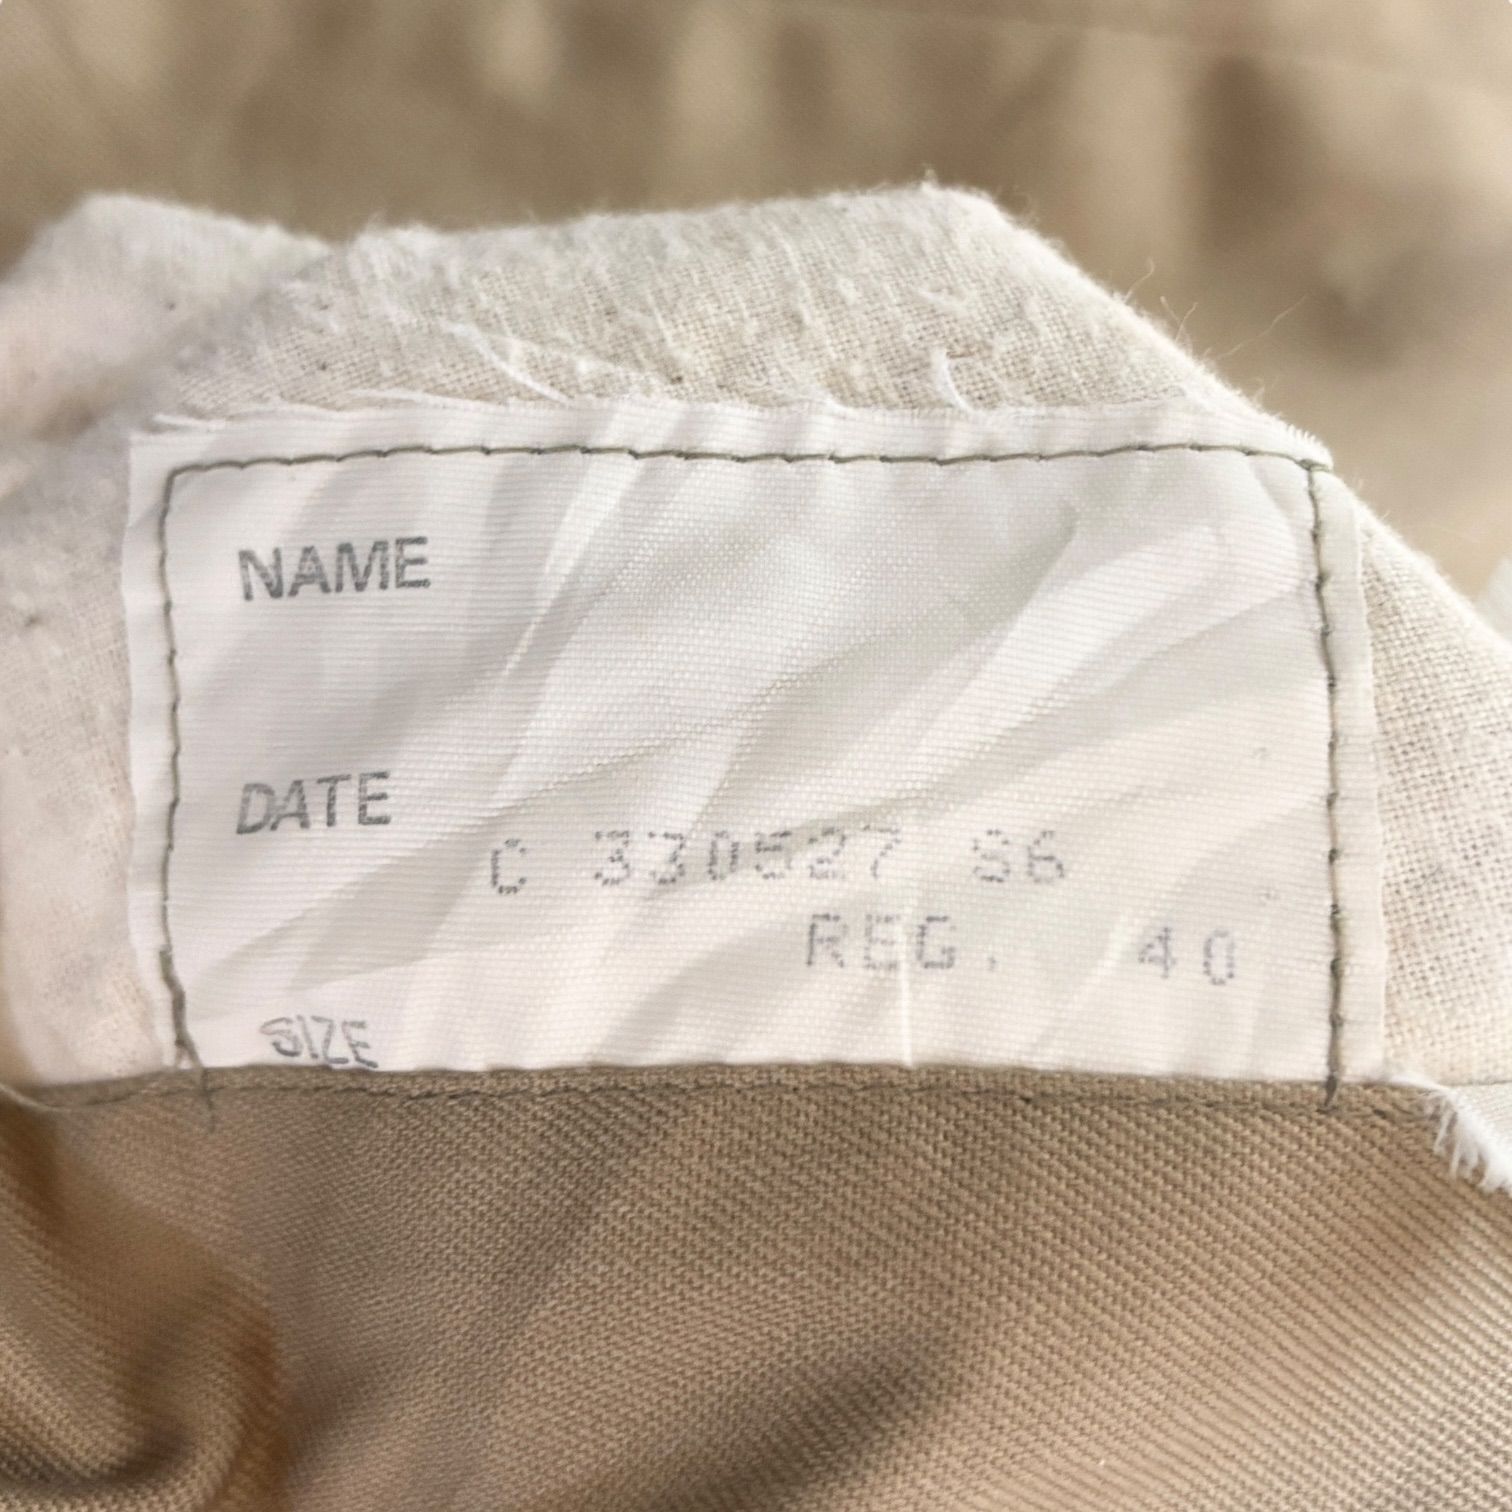 NAME
DATE
C 330527 S6
REG. 40
SIZE